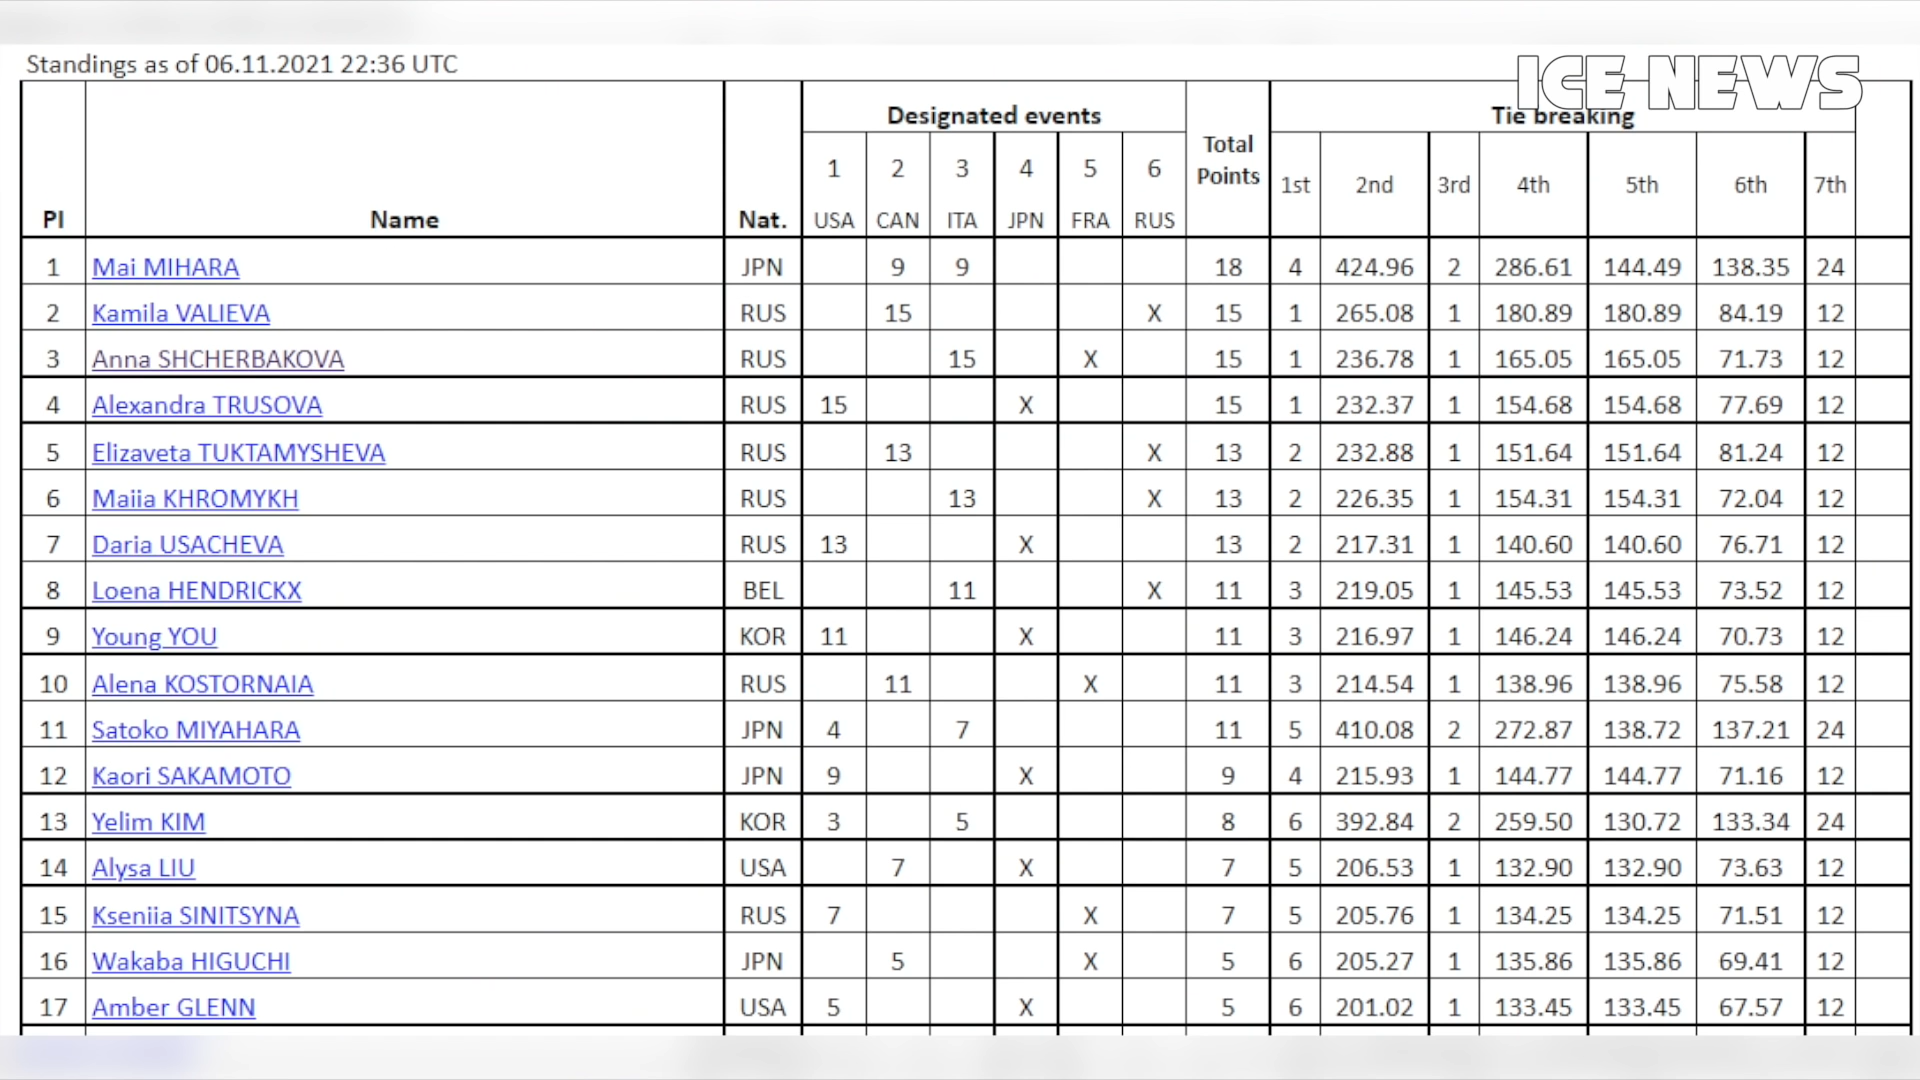 Standings as of 06.11.2021 22:36 UTC
ICE NEWS
Pl Name Nat. Designated events Total Points Tie breaking
1 2 3 4 5 6 1st 2nd 3rd 4th 5th 6th 7th
USA CAN ITA JPN FRA RUS
1 Mai MIHARA JPN 9 9 18 4 424.96 2 286.61 144.49 138.35 24
2 Kamila VALIEVA RUS 15 X 15 1 265.08 1 180.89 180.89 84.19 12
3 Anna SHCHERBAKOVA RUS 15 X 15 1 236.78 1 165.05 165.05 71.73 12
4 Alexandra TRUSOVA RUS 15 X 15 1 232.37 1 154.68 154.68 77.69 12
5 Elizaveta TUKTAMYSHEVA RUS 13 X 13 2 232.88 1 151.64 151.64 81.24 12
6 Maiia KHROMYKH RUS 13 X 13 2 226.35 1 154.31 154.31 72.04 12
7 Daria USACHEVA RUS 13 X 13 2 217.31 1 140.60 140.60 76.71 12
8 Loena HENDRICKX BEL 11 X 11 3 219.05 1 145.53 145.53 73.52 12
9 Young YOU KOR 11 X 11 3 216.97 1 146.24 146.24 70.73 12
10 Alena KOSTORNAIA RUS 11 X 11 3 214.54 1 138.96 138.96 75.58 12
11 Satoko MIYAHARA JPN 4 7 11 5 410.08 2 272.87 138.72 137.21 24
12 Kaori SAKAMOTO JPN 9 X 9 4 215.93 1 144.77 144.77 71.16 12
13 Yelim KIM KOR 3 5 8 6 392.84 2 259.50 130.72 133.34 24
14 Alysa LIU USA 7 X 7 5 206.53 1 132.90 132.90 73.63 12
15 Kseniia SINITSYNA RUS 7 X 7 5 205.76 1 134.25 134.25 71.51 12
16 Wakaba HIGUCHI JPN 5 X 5 6 205.27 1 135.86 135.86 69.41 12
17 Amber GLENN USA 5 X 5 6 201.02 1 133.45 133.45 67.57 12